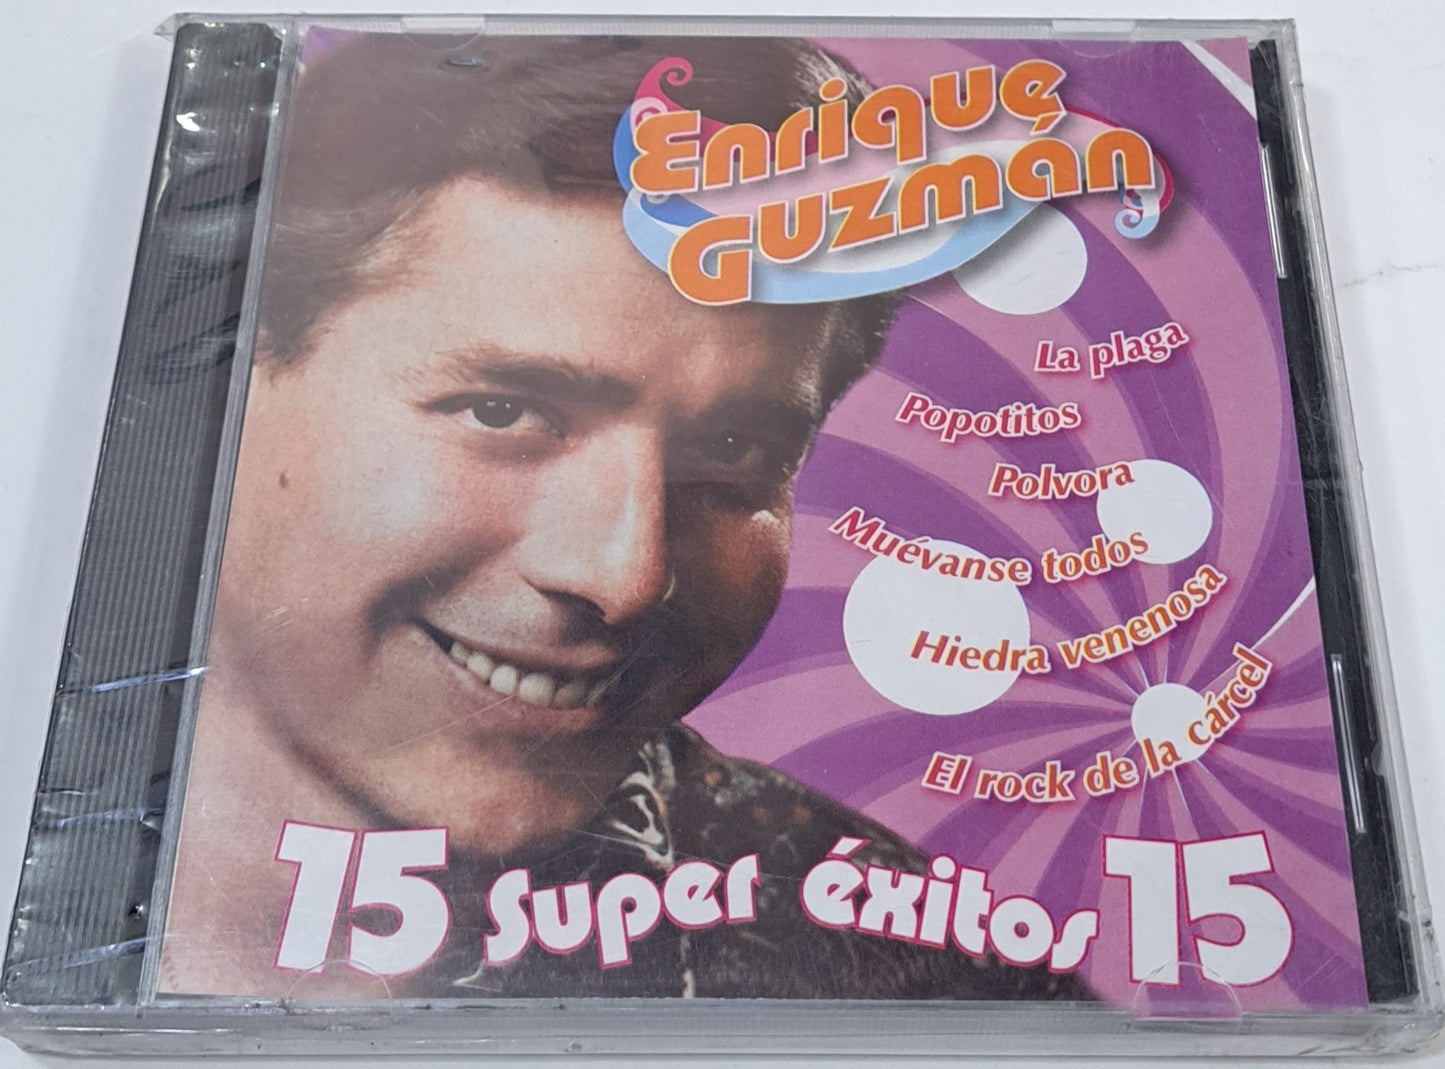 Enrique
Guzmán
La plaga
Popotitos
Polvora
Muévanse todos
Hiedra venenosa
El rock de la cárcel
15 Super éxitos 15